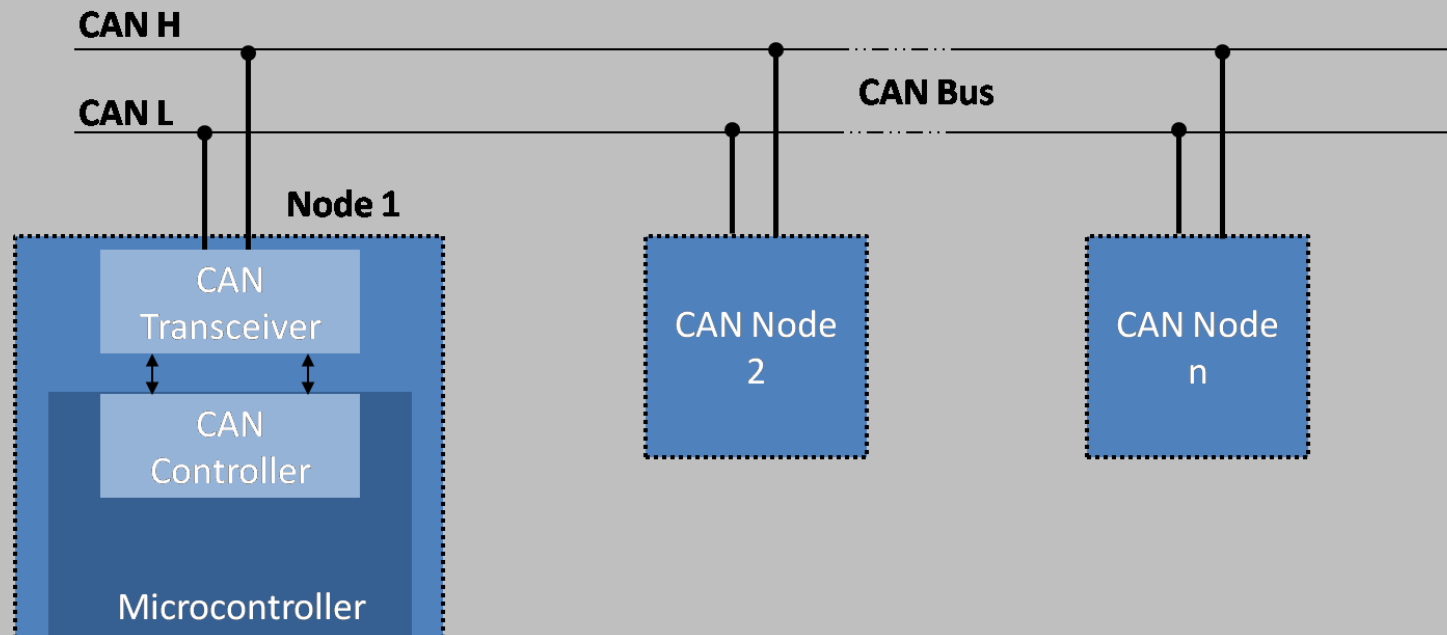 CAN H
CAN Bus
CAN L
Node 1
CAN
Transceiver
CAN
Controller
Microcontroller
CAN Node
2
CAN Node
n